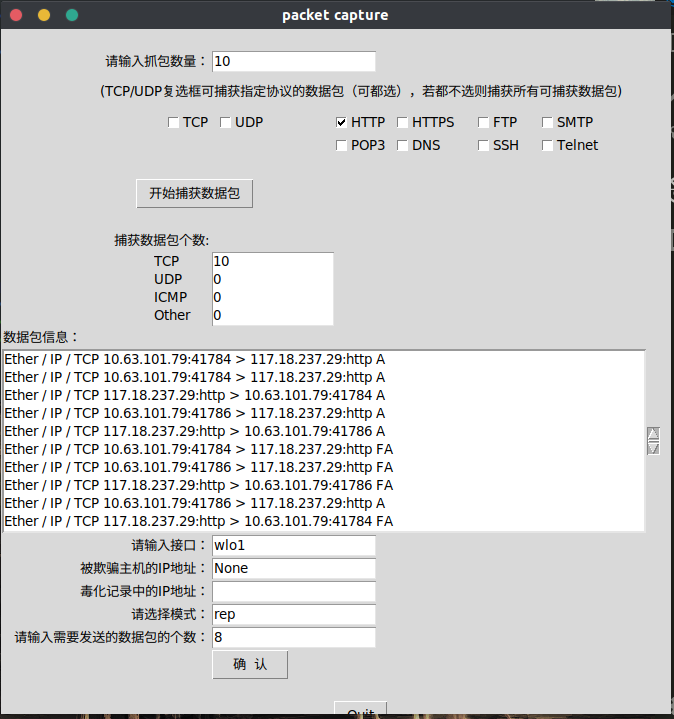 packet capture
请输入抓包数量： 10
(TCP/UDP复选框可捕获指定协议的数据包（可都选），若都不选则捕获所有可捕获数据包)
TCP UDP HTTP HTTPS FTP SMTP
POP3 DNS SSH Telnet
开始捕获数据包
捕获数据包个数:
TCP 10
UDP 0
ICMP 0
Other 0
数据包信息：
Ether / IP / TCP 10.63.101.79:41784 > 117.18.237.29:http A
Ether / IP / TCP 10.63.101.79:41784 > 117.18.237.29:http A
Ether / IP / TCP 117.18.237.29:http > 10.63.101.79:41784 A
Ether / IP / TCP 10.63.101.79:41786 > 117.18.237.29:http A
Ether / IP / TCP 117.18.237.29:http > 10.63.101.79:41786 A
Ether / IP / TCP 10.63.101.79:41784 > 117.18.237.29:http FA
Ether / IP / TCP 10.63.101.79:41786 > 117.18.237.29:http FA
Ether / IP / TCP 117.18.237.29:http > 10.63.101.79:41786 FA
Ether / IP / TCP 10.63.101.79:41786 > 117.18.237.29:http A
Ether / IP / TCP 117.18.237.29:http > 10.63.101.79:41784 FA
请输入接口： wlo1
被欺骗主机的IP地址： None
毒化记录中的IP地址：
请选择模式： rep
请输入需要发送的数据包的个数： 8
确 认
Quit